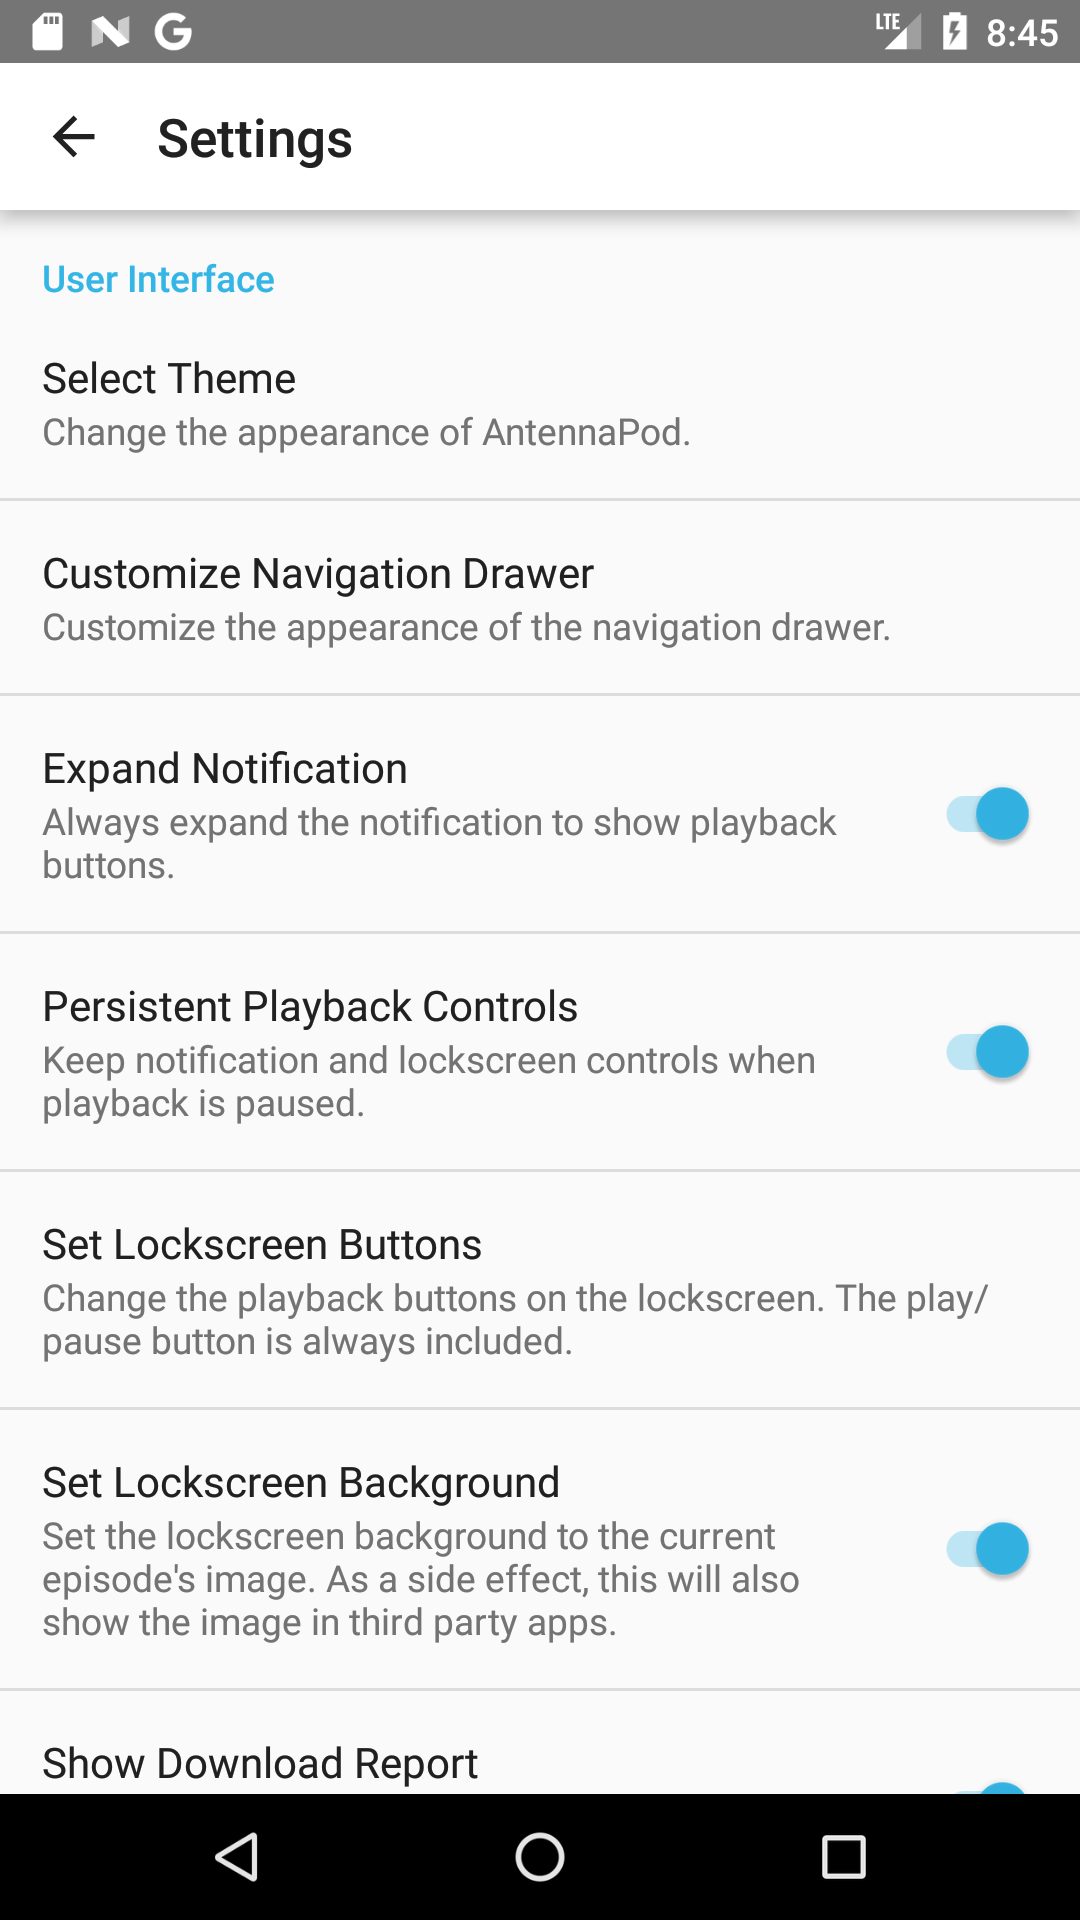 LTE 8:45
Settings
User Interface
Select Theme
Change the appearance of AntennaPod.
Customize Navigation Drawer
Customize the appearance of the navigation drawer.
Expand Notification
Always expand the notification to show playback
buttons.
Persistent Playback Controls
Keep notification and lockscreen controls when
playback is paused.
Set Lockscreen Buttons
Change the playback buttons on the lockscreen. The play/
pause button is always included.
Set Lockscreen Background
Set the lockscreen background to the current
episode's image. As a side effect, this will also
show the image in third party apps.
Show Download Report